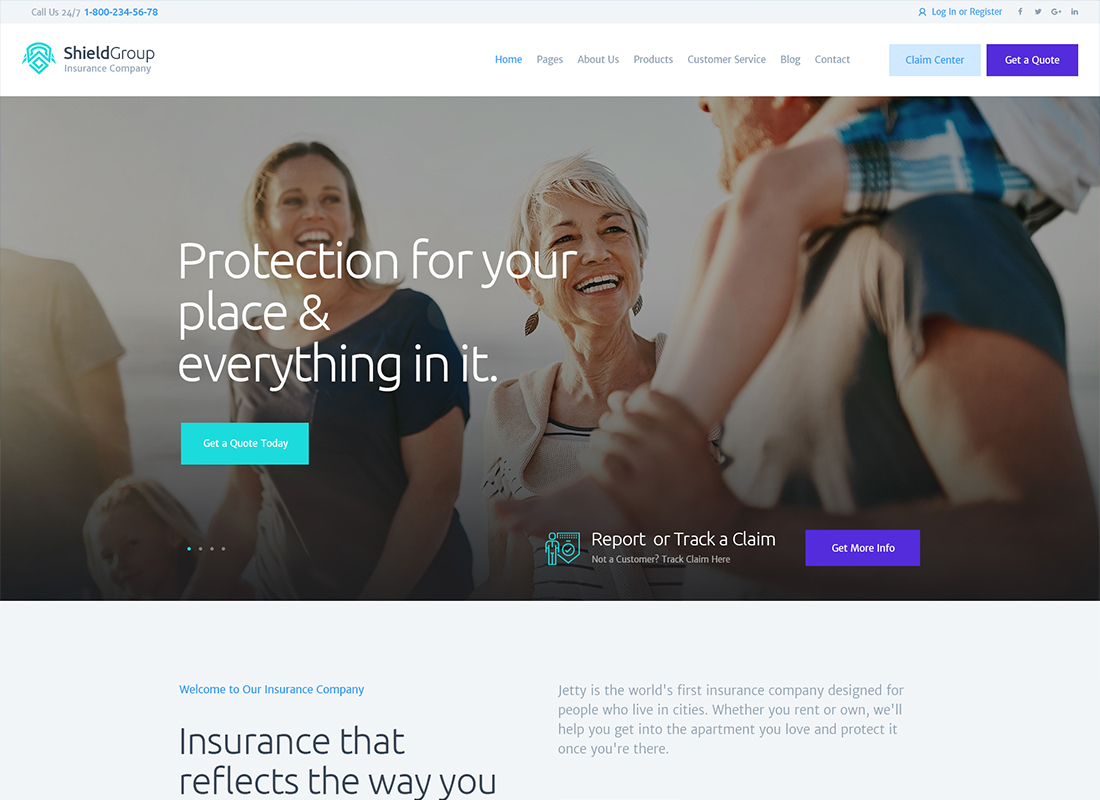 Call Us 24/7 1-800-234-56-78
Log In or Register
ShieldGroup
Insurance Company
Home Pages About Us Products Customer Service Blog Contact
Claim Center
Get a Quote
Protection for your
place &
everything in it.
Get a Quote Today
Report or Track a Claim
Not a Customer? Track Claim Here
Get More Info
Welcome to Our Insurance Company
Insurance that
reflects the way you
Jetty is the world's first insurance company designed for
people who live in cities. Whether you rent or own, we'll
help you get into the apartment you love and protect it
once you're there.